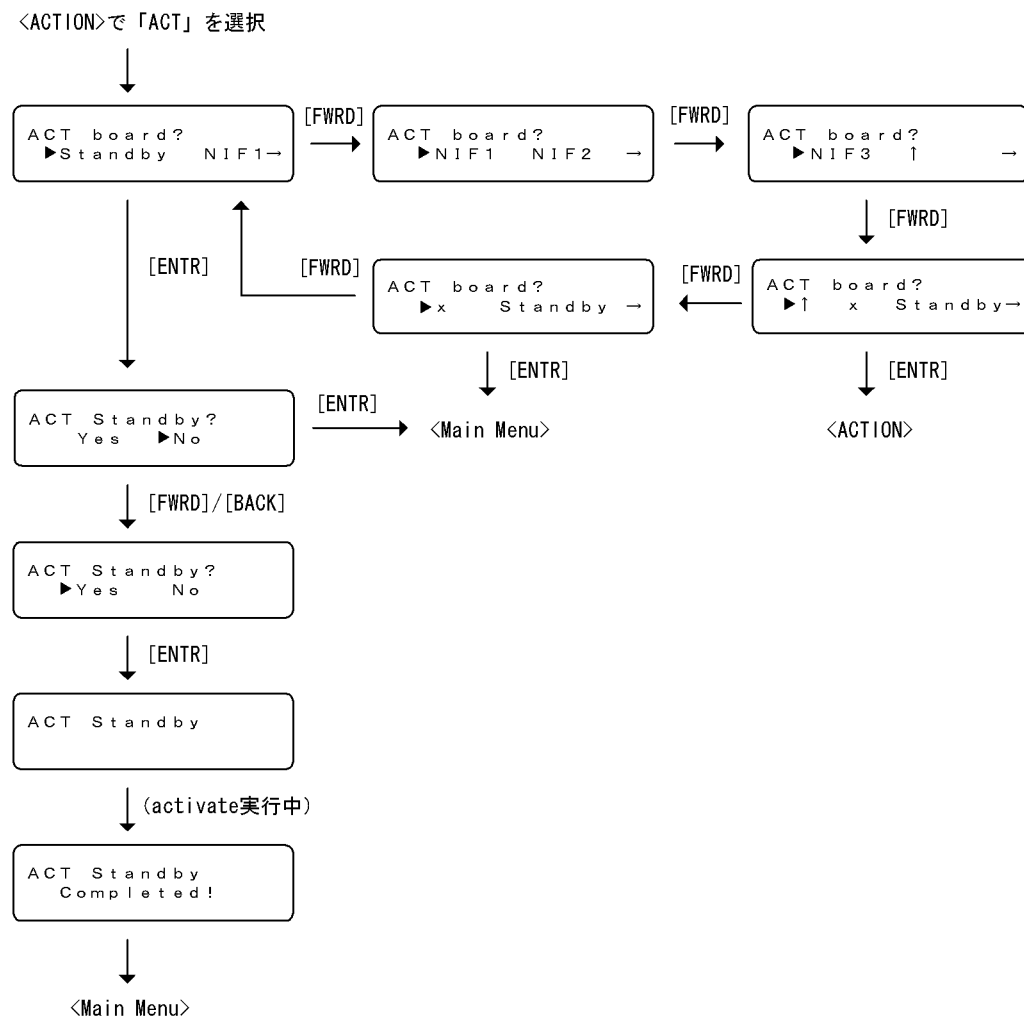 <ACTION>で「ACT」を選択
ACT board?
▶Standby NIF1→
[FWRD]
ACT board?
▶NIF1 NIF2 →
[FWRD]
ACT board?
▶NIF3 ↑ →
[FWRD]
[ENTR]
[FWRD]
ACT board?
▶x Standby →
[FWRD]
ACT board?
▶↑ x Standby→
[ENTR]
[ENTR]
ACT Standby?
Yes ▶No
[ENTR]
<Main Menu>
<ACTION>
[FWRD]/[BACK]
ACT Standby?
▶Yes No
[ENTR]
ACT Standby
(activate実行中)
ACT Standby
Completed!
<Main Menu>